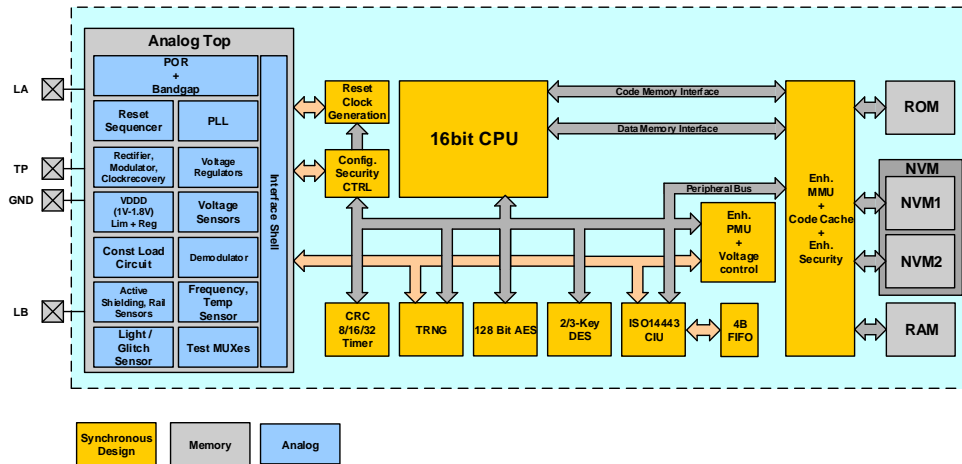 Analog Top
POR
+
Bandgap
Reset
Sequencer
PLL
Rectifier,
Modulator,
Clockrecovery
Voltage
Regulators
VDDD
(1V-1.8V)
Lim + Reg
Voltage
Sensors
Const Load
Circuit
Demodulator
Active
Shielding, Rail
Sensors
Frequency,
Temp
Sensor
Light /
Glitch
Sensor
Test MUXes
Interface Shell
LA
TP
GND
LB
Reset
Clock
Generation
Config.
Security
CTRL
16bit CPU
Code Memory Interface
Data Memory Interface
Peripheral Bus
Enh.
PMU
+
Voltage
control
Enh.
MMU
+
Code Cache
+
Enh.
Security
CRC
8/16/32
Timer
TRNG
128 Bit AES
2/3-Key
DES
ISO14443
CIU
4B
FIFO
ROM
NVM
NVM1
NVM2
RAM
Synchronous
Design
Memory
Analog